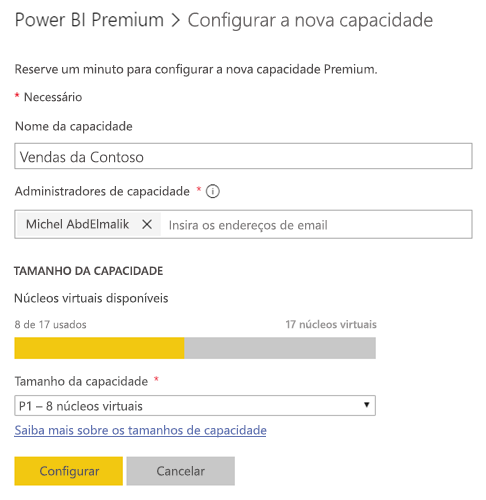 Power BI Premium > Configurar a nova capacidade
Reserve um minuto para configurar a nova capacidade Premium.
* Necessário
Nome da capacidade
Vendas da Contoso
Administradores de capacidade * i
Michel AbdElmalik X Insira os endereços de email
TAMANHO DA CAPACIDADE
Núcleos virtuais disponíveis
8 de 17 usados 17 núcleos virtuais
Tamanho da capacidade *
P1 – 8 núcleos virtuais
Saiba mais sobre os tamanhos de capacidade
Configurar Cancelar